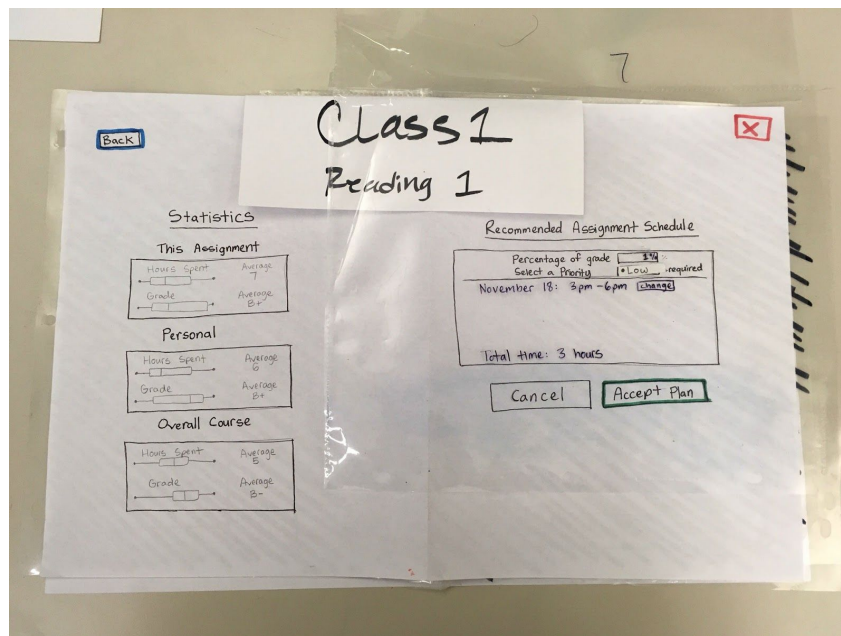 7
Class 1
Reading 1
Back
X
Statistics
This Assignment
Hours Spent
Average
7
Grade
Average
B+
Personal
Hours Spent
Average
6
Grade
Average
B+
Overall Course
Hours Spent
Average
5
Grade
Average
B-
Recommended Assignment Schedule
Percentage of grade 1%
Select a Priority • Low -required
November 18: 3pm - 6pm change
Total time: 3 hours
Cancel
Accept Plan